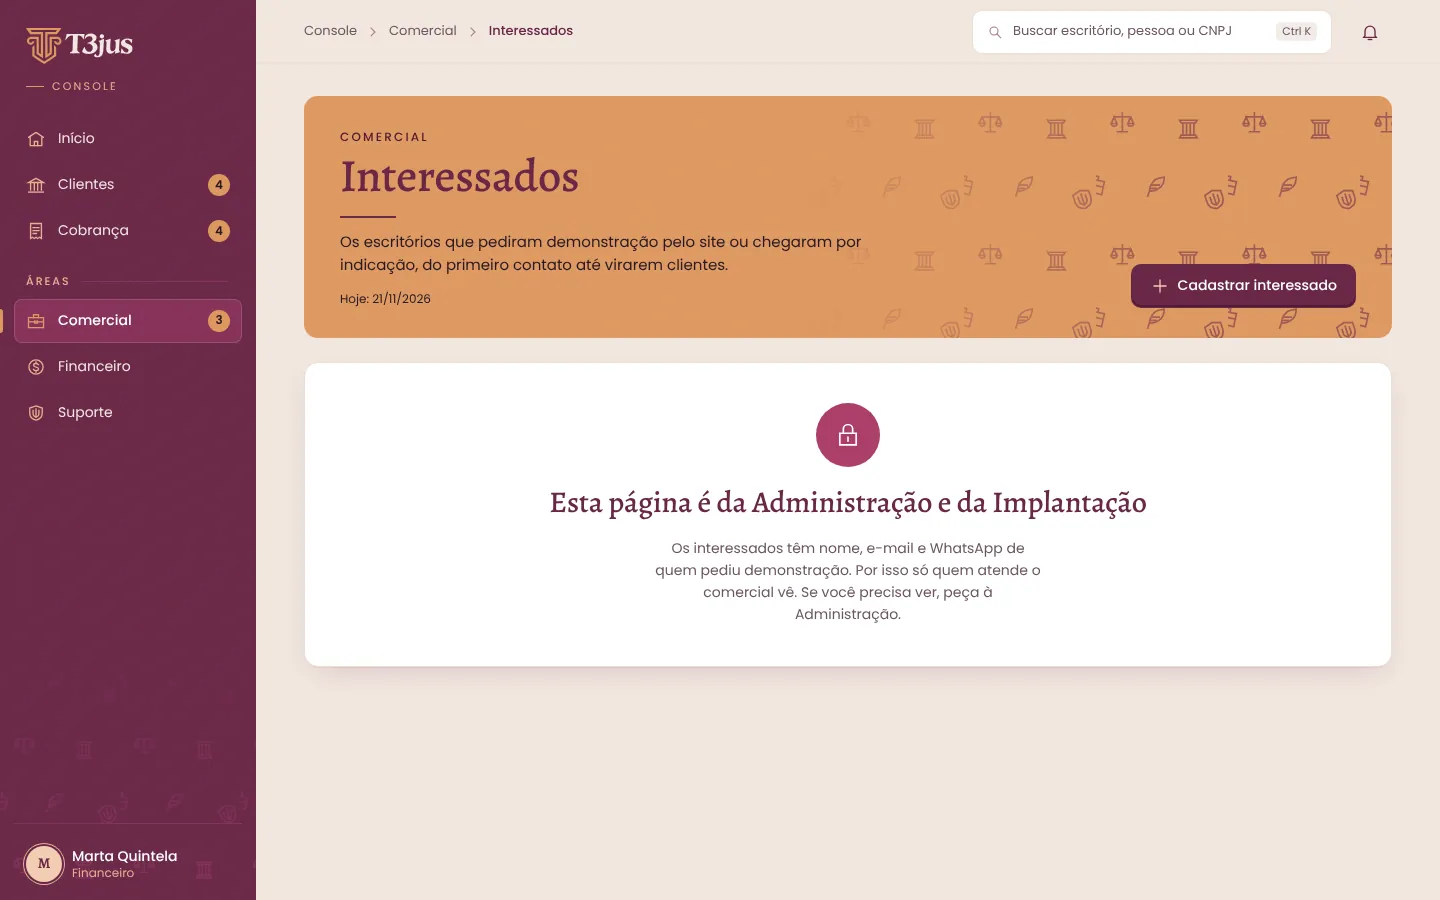 T3jus
CONSOLE
Início
Clientes 4
Cobrança 4
ÁREAS
Comercial 3
Financeiro
Suporte
M
Marta Quintela
Financeiro
Console > Comercial > Interessados
Buscar escritório, pessoa ou CNPJ Ctrl K
COMERCIAL
Interessados
Os escritórios que pediram demonstração pelo site ou chegaram por
indicação, do primeiro contato até virarem clientes.
Hoje: 21/11/2026
Cadastrar interessado
Esta página é da Administração e da Implantação
Os interessados têm nome, e-mail e WhatsApp de
quem pediu demonstração. Por isso só quem atende o
comercial vê. Se você precisa ver, peça à
Administração.